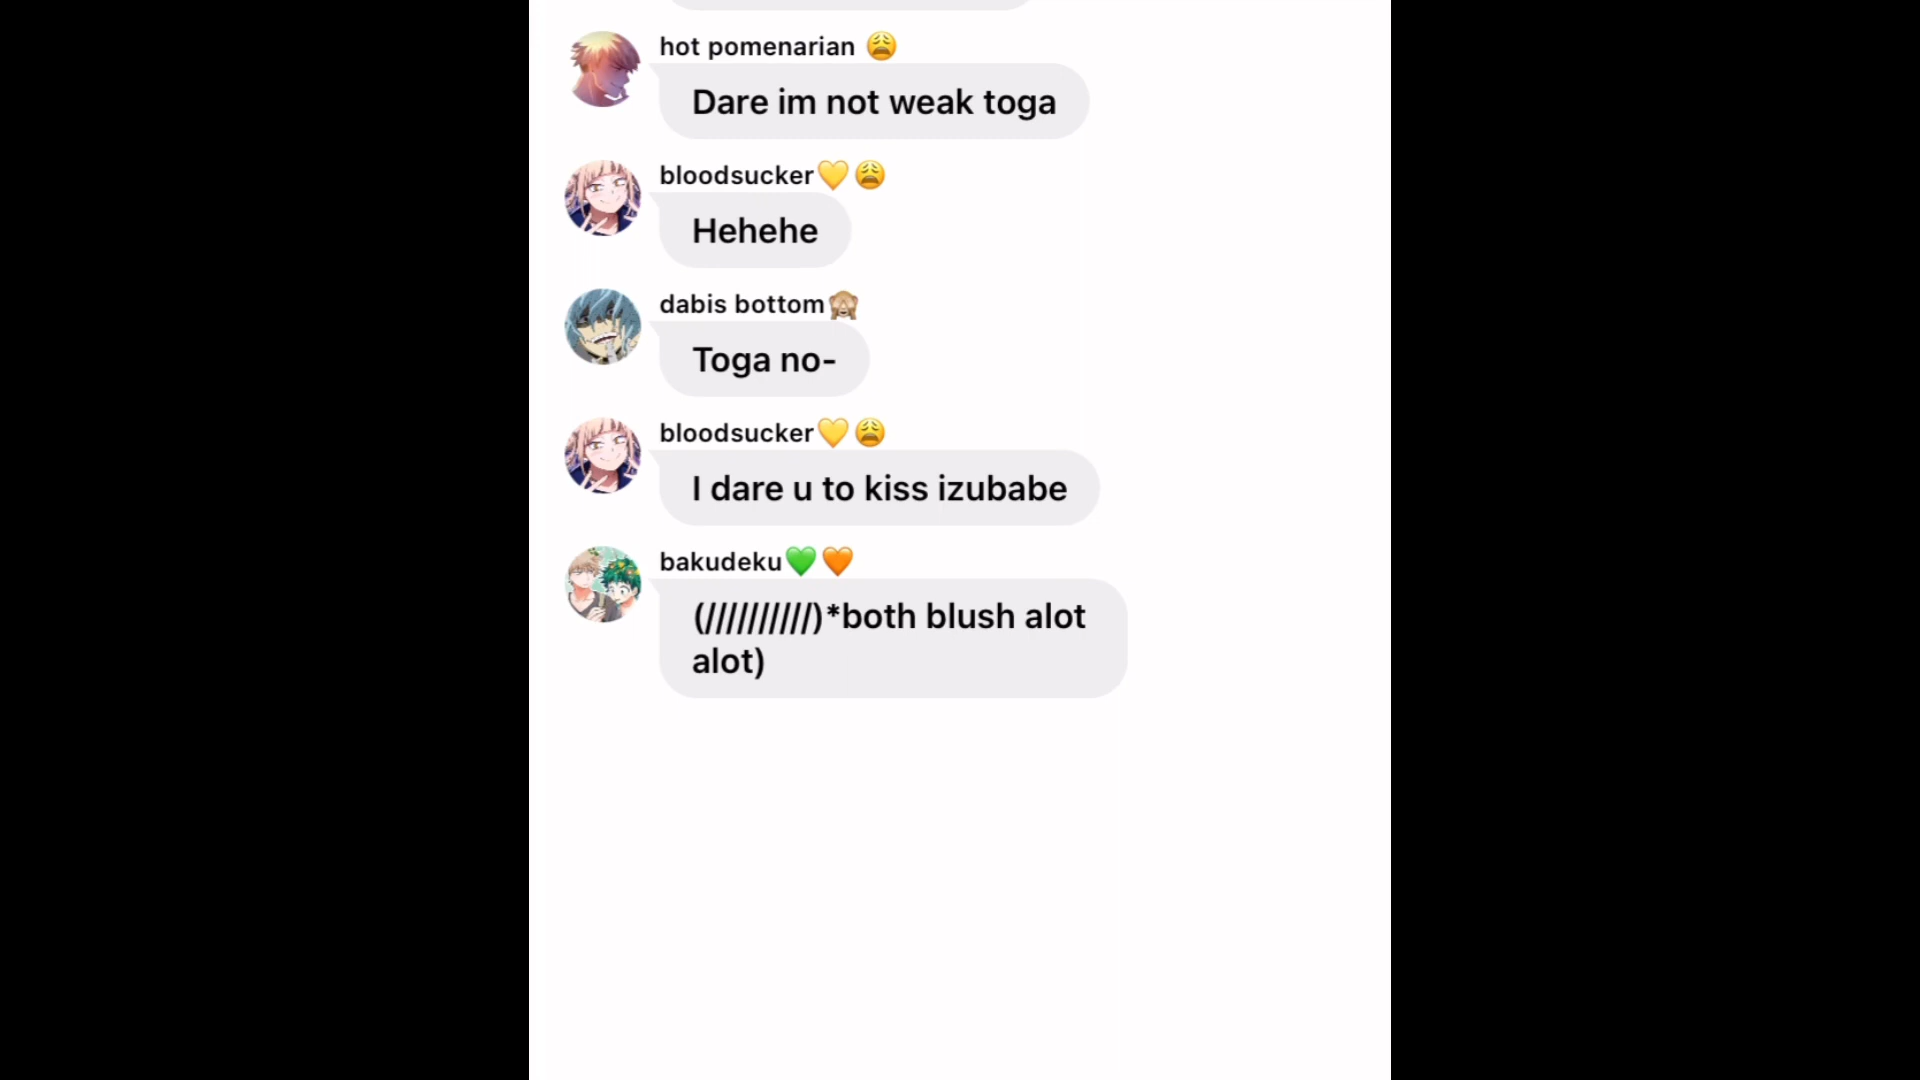 hot pomenarian 😩
Dare im not weak toga
bloodsucker💛😩
Hehehe
dabis bottom🙈
Toga no-
bloodsucker💛😩
I dare u to kiss izubabe
bakudeku💚🧡
(//////////)*both blush alot
alot)